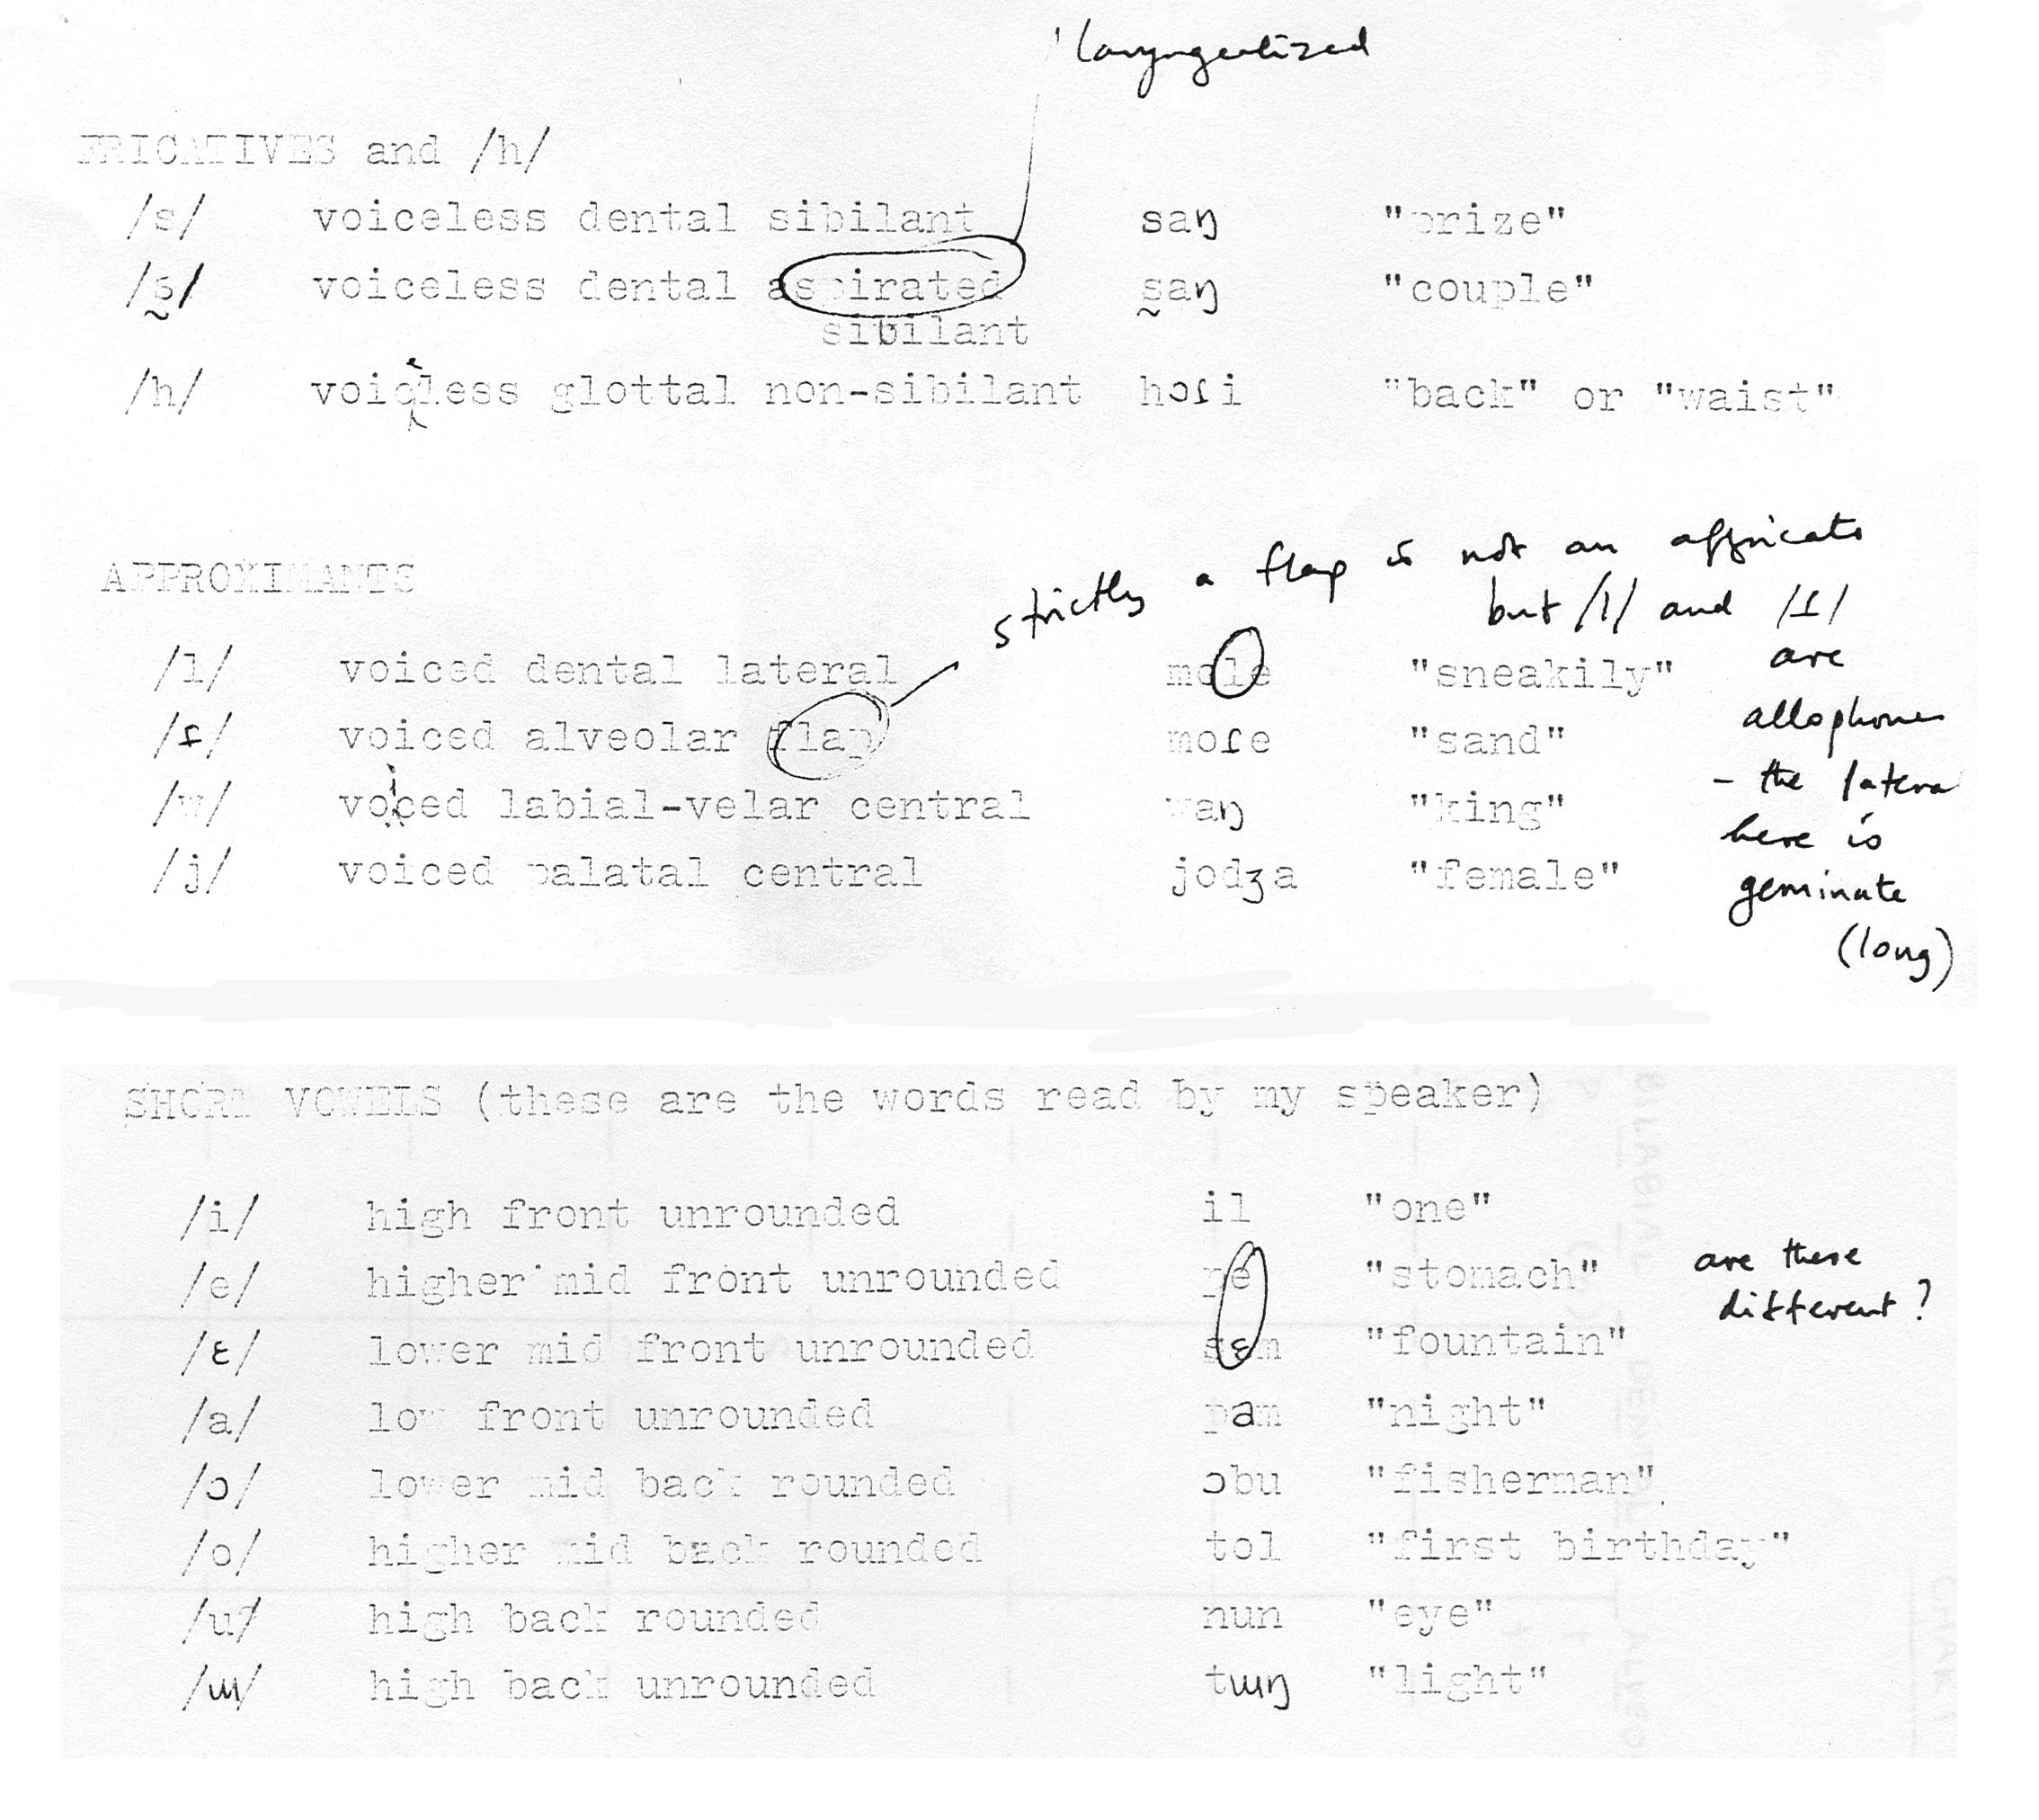 laryngealized
FRICATIVES and /h/
/s/ voiceless dental sibilant saŋ "prize"
/s̰/ voiceless dental aspirated s̰aŋ "couple"
sibilant
/h/ voiceless glottal non-sibilant hɔɾi "back" or "waist"
strictly a flap is not an affricate
but /l/ and /ɾ/
APPROXIMANTS
/l/ voiced dental lateral mole "sneakily" are
allophones
/ɾ/ voiced alveolar flap moɾe "sand"
- the lateral
/w/ voiced labial-velar central waŋ "king"
here is
/j/ voiced palatal central jodʒa "female"
geminate
(long)
SHORT VOWELS (these are the words read by my speaker)
/i/ high front unrounded il "one"
/e/ higher mid front unrounded "stomach" are these
different?
/ɛ/ lower mid front unrounded sɛm "fountain"
/a/ low front unrounded pam "night"
/ɔ/ lower mid back rounded ɔbu "fisherman"
/o/ higher mid back rounded tol "first birthday"
/u/ high back rounded nun "eye"
/ɯ/ high back unrounded tɯŋ "light"